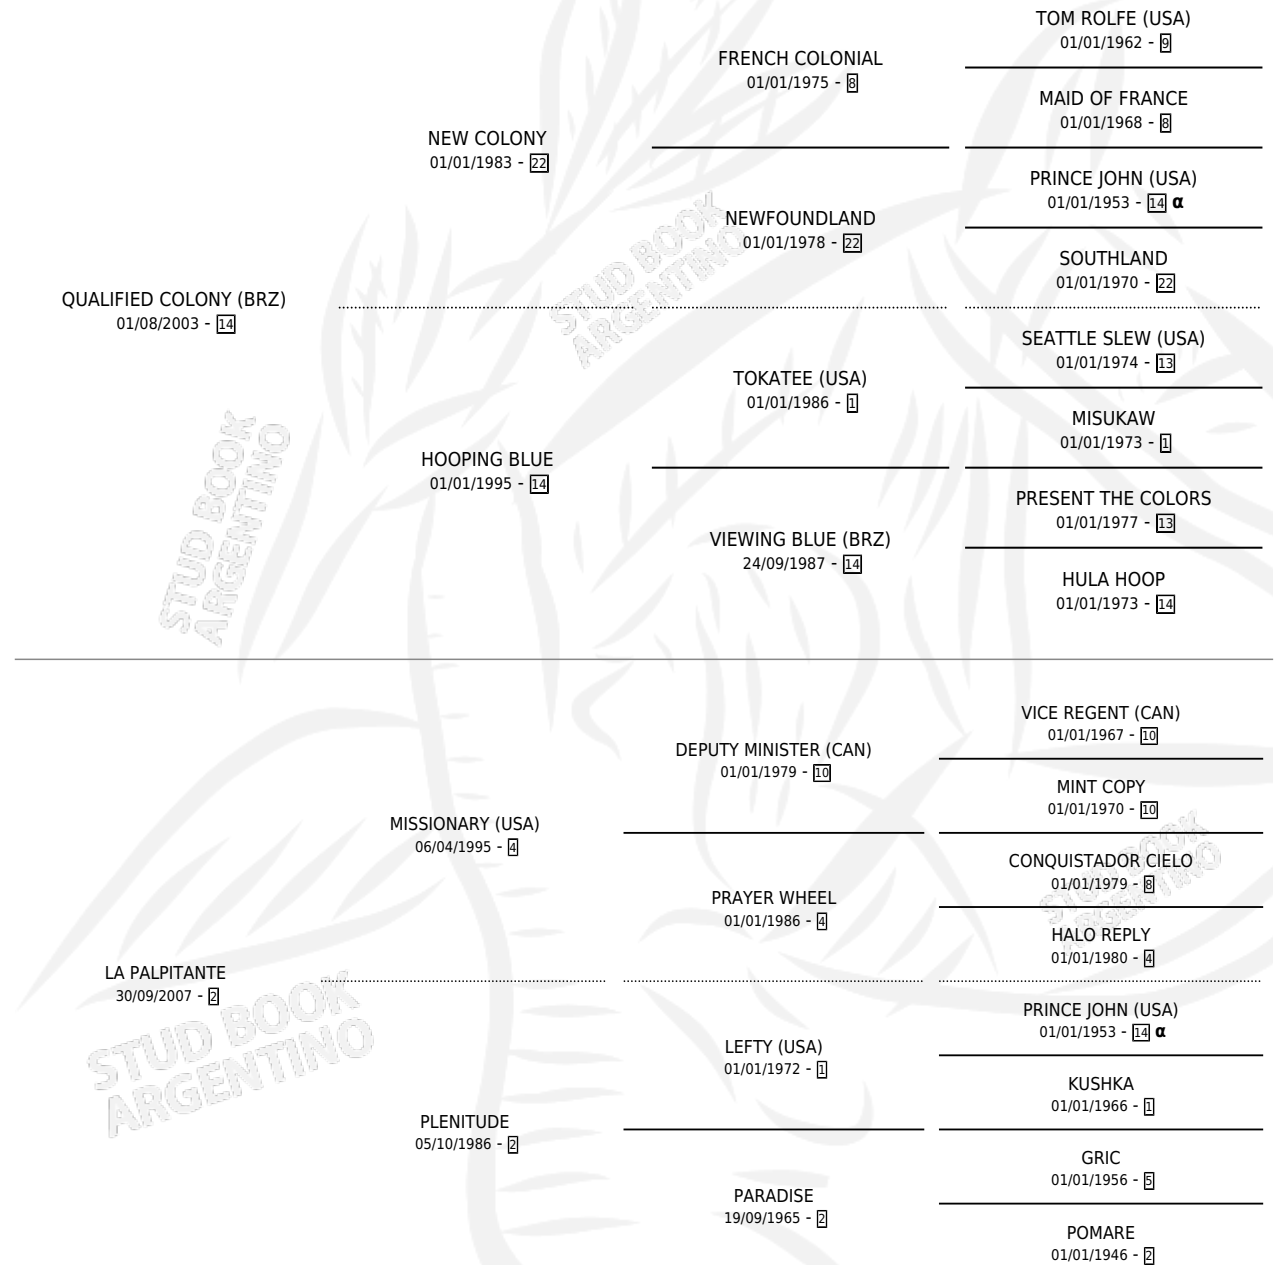 TOM ROLFE (USA)
01/01/1962 - 9
FRENCH COLONIAL
01/01/1975 - 8
MAID OF FRANCE
01/01/1968 - 8
NEW COLONY
01/01/1983 - 22
PRINCE JOHN (USA)
01/01/1953 - 14 α
NEWFOUNDLAND
01/01/1978 - 22
SOUTHLAND
01/01/1970 - 22
QUALIFIED COLONY (BRZ)
01/08/2003 - 14
SEATTLE SLEW (USA)
01/01/1974 - 13
TOKATEE (USA)
01/01/1986 - 1
MISUKAW
01/01/1973 - 1
HOOPING BLUE
01/01/1995 - 14
PRESENT THE COLORS
01/01/1977 - 13
VIEWING BLUE (BRZ)
24/09/1987 - 14
HULA HOOP
01/01/1973 - 14
VICE REGENT (CAN)
01/01/1967 - 10
DEPUTY MINISTER (CAN)
01/01/1979 - 10
MINT COPY
01/01/1970 - 10
MISSIONARY (USA)
06/04/1995 - 4
CONQUISTADOR CIELO
01/01/1979 - 8
PRAYER WHEEL
01/01/1986 - 4
HALO REPLY
01/01/1980 - 4
LA PALPITANTE
30/09/2007 - 2
PRINCE JOHN (USA)
01/01/1953 - 14 α
LEFTY (USA)
01/01/1972 - 1
KUSHKA
01/01/1966 - 1
PLENITUDE
05/10/1986 - 2
GRIC
01/01/1956 - 5
PARADISE
19/09/1965 - 2
POMARE
01/01/1946 - 2
STUD BOOK
ARGENTINO
STUD BOOK
ARGENTINO
STUD BOOK
ARGENTINO
STUD BOOK
ARGENTINO